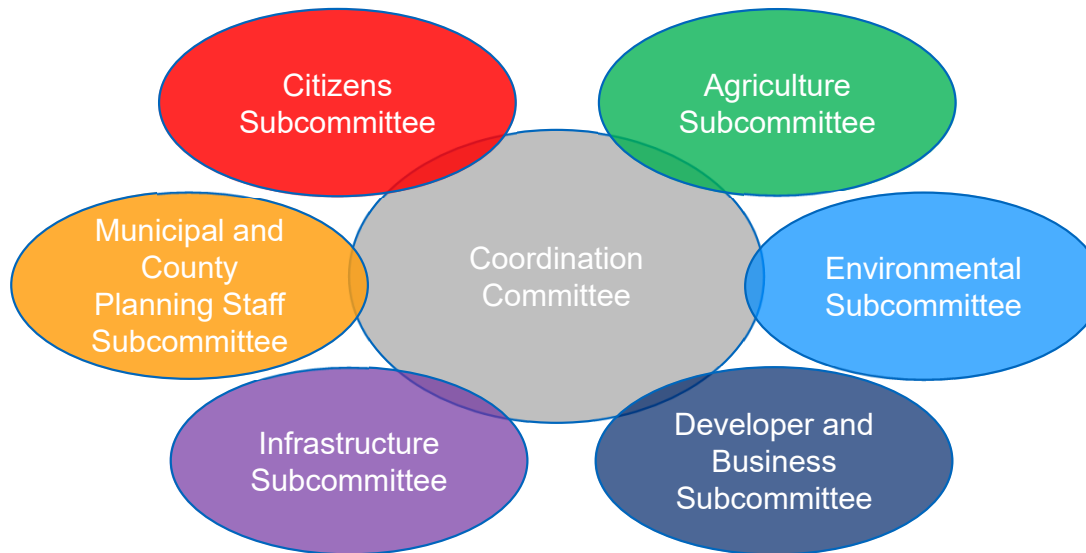 Citizens
Subcommittee
Agriculture
Subcommittee
Municipal and
County
Planning Staff
Subcommittee
Coordination
Committee
Environmental
Subcommittee
Infrastructure
Subcommittee
Developer and
Business
Subcommittee